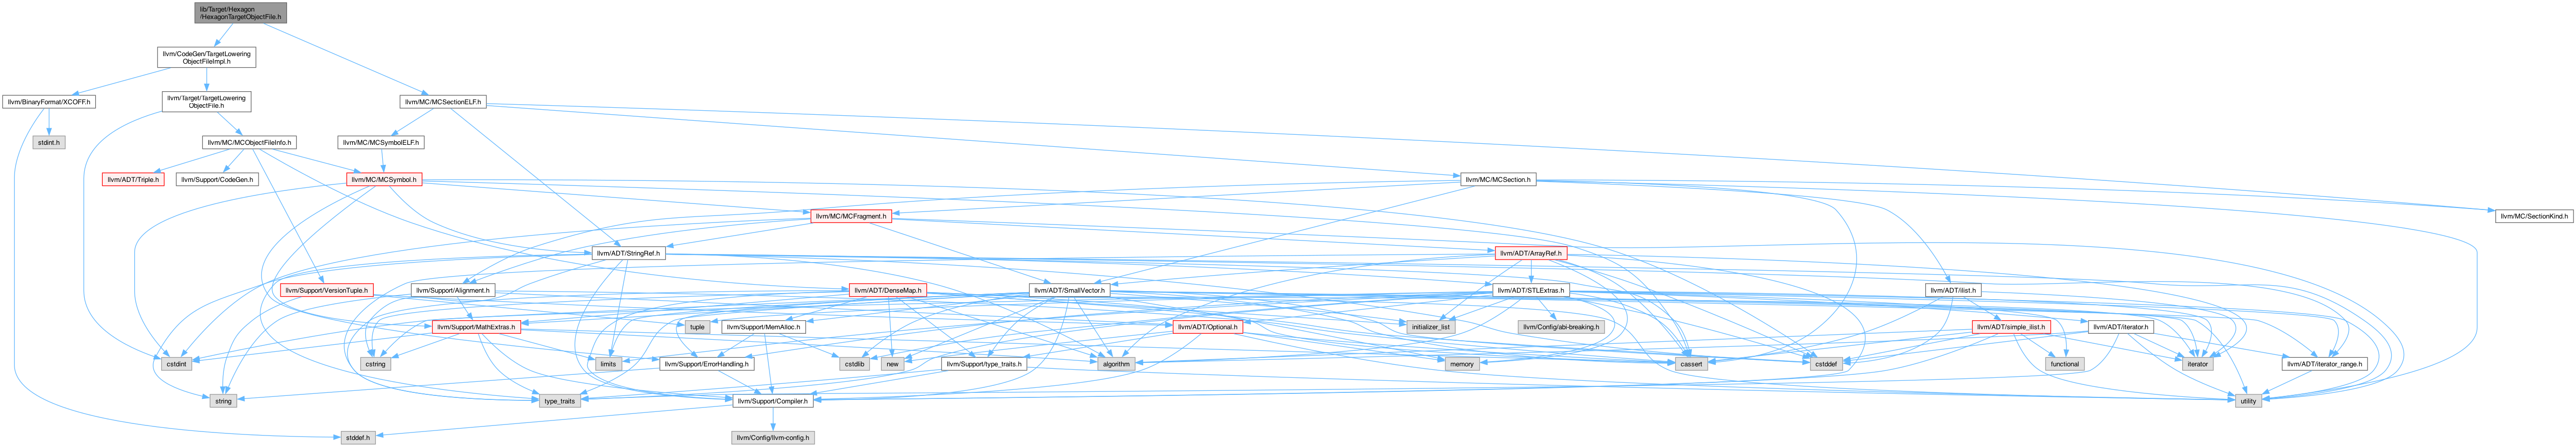 lib/Target/Hexagon
/HexagonTargetObjectFile.h
llvm/CodeGen/TargetLowering
ObjectFileImpl.h
llvm/BinaryFormat/XCOFF.h
llvm/Target/TargetLowering
ObjectFile.h
llvm/MC/MCSectionELF.h
stdint.h
llvm/MC/MCObjectFileInfo.h
llvm/MC/MCSymbolELF.h
llvm/ADT/Triple.h
llvm/Support/CodeGen.h
llvm/MC/MCSymbol.h
llvm/MC/MCSection.h
llvm/MC/MCFragment.h
llvm/MC/SectionKind.h
llvm/ADT/StringRef.h
llvm/ADT/ArrayRef.h
llvm/Support/VersionTuple.h
llvm/Support/Alignment.h
llvm/ADT/DenseMap.h
llvm/ADT/SmallVector.h
llvm/ADT/STLExtras.h
llvm/ADT/ilist.h
llvm/Support/MathExtras.h
tuple
llvm/Support/MemAlloc.h
llvm/ADT/Optional.h
initializer_list
llvm/Config/abi-breaking.h
llvm/ADT/simple_ilist.h
llvm/ADT/iterator.h
cstdint
cstring
limits
llvm/Support/ErrorHandling.h
cstdlib
new
llvm/Support/type_traits.h
algorithm
memory
cassert
cstddef
functional
iterator
llvm/ADT/iterator_range.h
string
type_traits
llvm/Support/Compiler.h
utility
stddef.h
llvm/Config/llvm-config.h